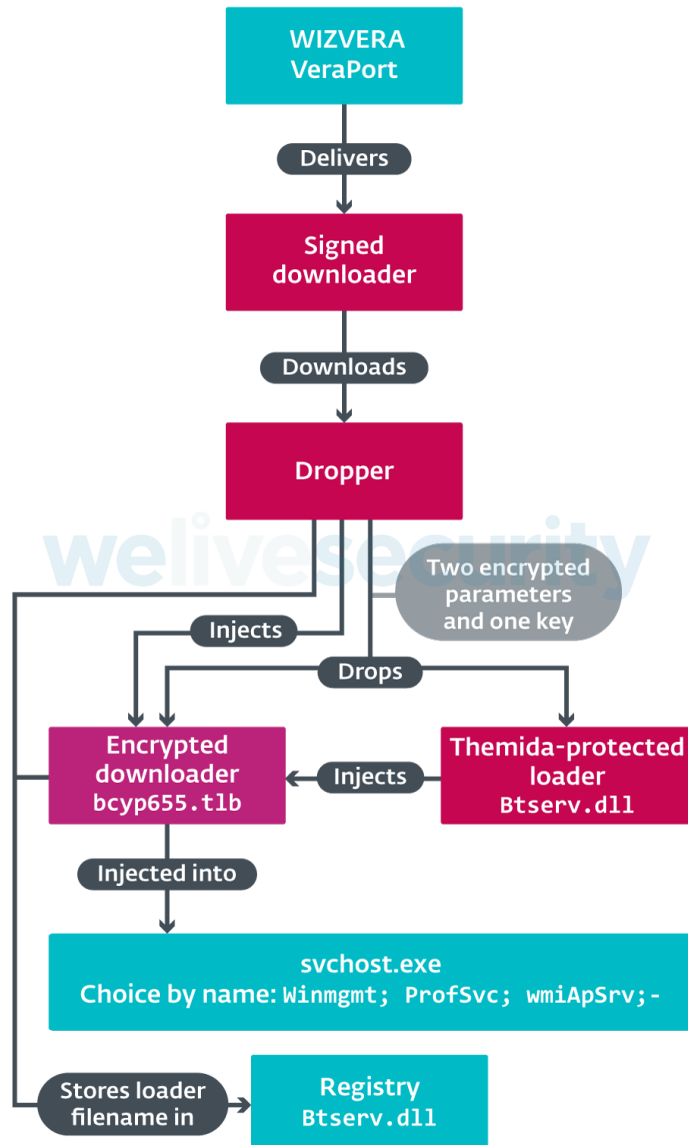 WIZVERA
VeraPort
Delivers
Signed
downloader
Downloads
Dropper
welivesecurity
Two encrypted
parameters
and one key
Injects
Drops
Encrypted
downloader
bcyp655.tlb
Injects
Themida-protected
loader
Btserv.dll
Injected into
svchost.exe
Choice by name: Winmgmt; ProfSvc; wmiApSrv;-
Stores loader
filename in
Registry
Btserv.dll